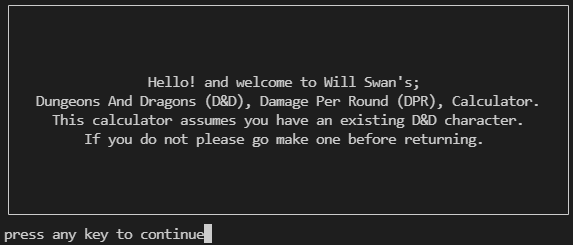 Hello! and welcome to Will Swan's;
Dungeons And Dragons (D&D), Damage Per Round (DPR), Calculator.
This calculator assumes you have an existing D&D character.
If you do not please go make one before returning.
press any key to continue